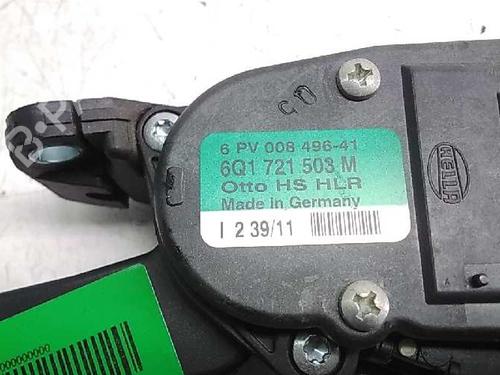 6 PV 008 496-41
6Q1 721 503 M
Otto HS HLR
Made in Germany
I 2 39/11
HELLA